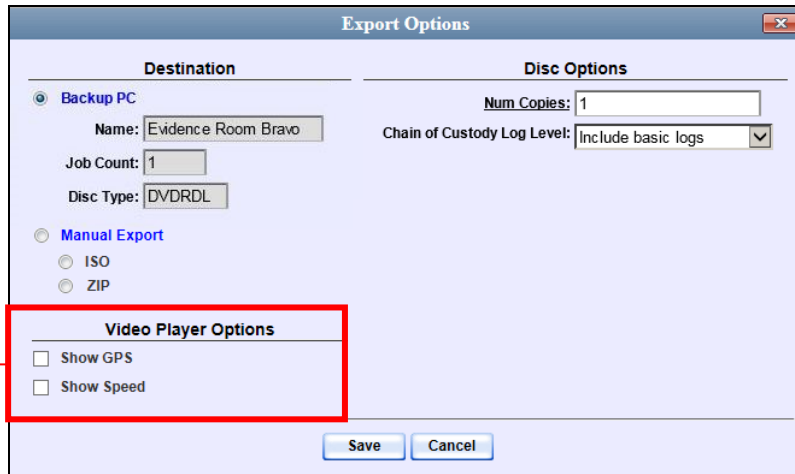 Export Options
Destination
Backup PC
Name: Evidence Room Bravo
Job Count: 1
Disc Type: DVDRDL
Manual Export
ISO
ZIP
Video Player Options
Show GPS
Show Speed
Disc Options
Num Copies: 1
Chain of Custody Log Level: Include basic logs
Save Cancel